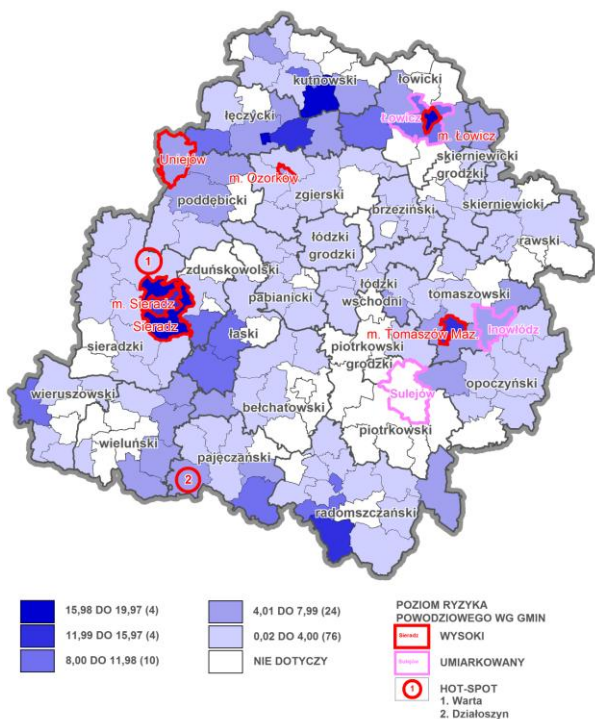 kutnowski
łowicki
łęczycki
Łowicz
m. Łowicz
Uniejów
m. Ozorków
skierniewicki
grodzki
zgierski
poddębicki
brzeziński
skierniewicki
łódzki
grodzki
rawski
1
zduńskowolski
łódzki
wschodni
pabianicki
tomaszowski
m. Sieradz
Sieradz
łaski
m. Tomaszów Maz.
Inowłódz
sieradzki
piotrkowski
grodzki
opoczyński
Sulejów
wieruszowski
bełchatowski
wieluński
piotrkowski
pajęczański
2
radomszczański
15,98 DO 19,97 (4)
11,99 DO 15,97 (4)
8,00 DO 11,98 (10)
4,01 DO 7,99 (24)
0,02 DO 4,00 (76)
NIE DOTYCZY
POZIOM RYZYKA
POWODZIOWEGO WG GMIN
Sieradz WYSOKI
UMIARKOWANY
1 HOT-SPOT
1. Warta
2. Działoszyn